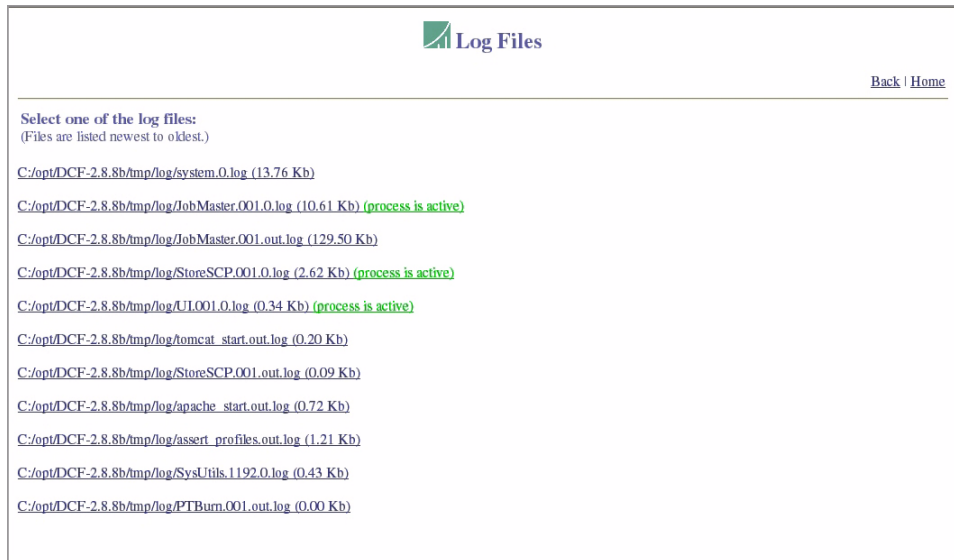 Log Files
Back | Home
Select one of the log files:
(Files are listed newest to oldest.)
C:/opt/DCF-2.8.8b/tmp/log/system.0.log (13.76 Kb)
C:/opt/DCF-2.8.8b/tmp/log/JobMaster.001.0.log (10.61 Kb) (process is active)
C:/opt/DCF-2.8.8b/tmp/log/JobMaster.001.out.log (129.50 Kb)
C:/opt/DCF-2.8.8b/tmp/log/StoreSCP.001.0.log (2.62 Kb) (process is active)
C:/opt/DCF-2.8.8b/tmp/log/UI.001.0.log (0.34 Kb) (process is active)
C:/opt/DCF-2.8.8b/tmp/log/tomcat_start.out.log (0.20 Kb)
C:/opt/DCF-2.8.8b/tmp/log/StoreSCP.001.out.log (0.09 Kb)
C:/opt/DCF-2.8.8b/tmp/log/apache_start.out.log (0.72 Kb)
C:/opt/DCF-2.8.8b/tmp/log/assert_profiles.out.log (1.21 Kb)
C:/opt/DCF-2.8.8b/tmp/log/SysUtils.1192.0.log (0.43 Kb)
C:/opt/DCF-2.8.8b/tmp/log/PTBurn.001.out.log (0.00 Kb)